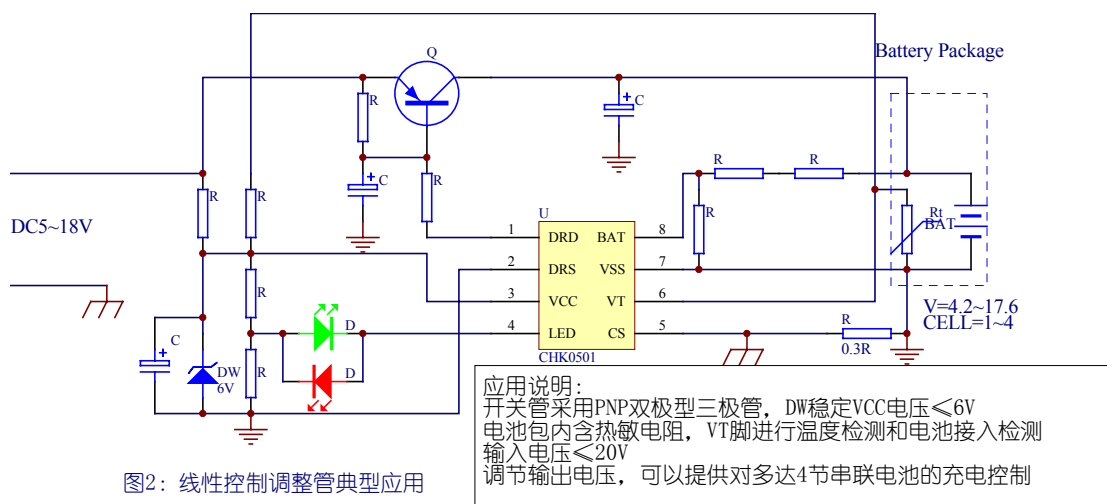 Q
Battery Package
R
C
R
R
C
R
R
R
R
DC5~18V
U
1
DRD
BAT
8
R
Rt
BAT
2
DRS
VSS
7
R
3
VCC
VT
6
V=4.2~17.6
CELL=1~4
D
4
LED
CS
5
R
0.3R
CHK0501
C
DW
6V
R
D
应用说明:
开关管采用PNP双极型三极管, DW稳定VCC电压≤6V
电池包内含热敏电阻, VT脚进行温度检测和电池接入检测
输入电压≤20V
调节输出电压, 可以提供对多达4节串联电池的充电控制
图2: 线性控制调整管典型应用